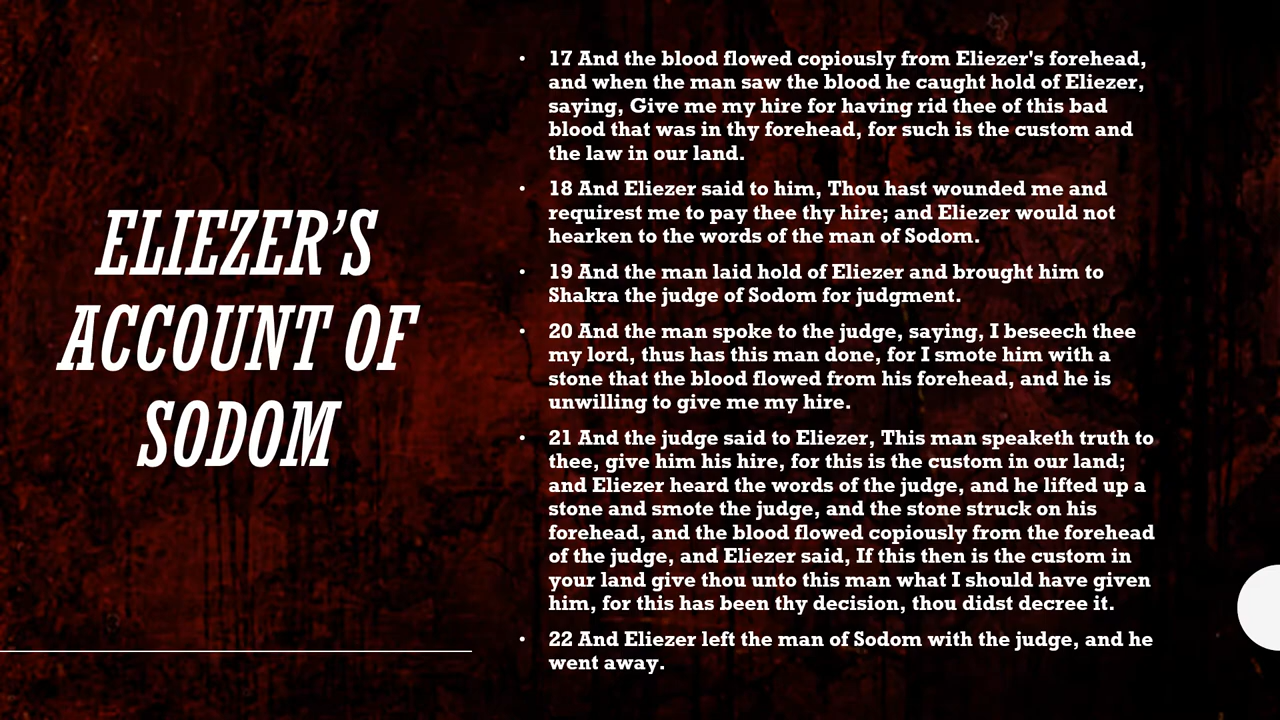 ELIEZER’S
ACCOUNT OF
SODOM
• 17 And the blood flowed copiously from Eliezer's forehead,
and when the man saw the blood he caught hold of Eliezer,
saying, Give me my hire for having rid thee of this bad
blood that was in thy forehead, for such is the custom and
the law in our land.
• 18 And Eliezer said to him, Thou hast wounded me and
requirest me to pay thee thy hire; and Eliezer would not
hearken to the words of the man of Sodom.
• 19 And the man laid hold of Eliezer and brought him to
Shakra the judge of Sodom for judgment.
• 20 And the man spoke to the judge, saying, I beseech thee
my lord, thus has this man done, for I smote him with a
stone that the blood flowed from his forehead, and he is
unwilling to give me my hire.
• 21 And the judge said to Eliezer, This man speaketh truth to
thee, give him his hire, for this is the custom in our land;
and Eliezer heard the words of the judge, and he lifted up a
stone and smote the judge, and the stone struck on his
forehead, and the blood flowed copiously from the forehead
of the judge, and Eliezer said, If this then is the custom in
your land give thou unto this man what I should have given
him, for this has been thy decision, thou didst decree it.
• 22 And Eliezer left the man of Sodom with the judge, and he
went away.